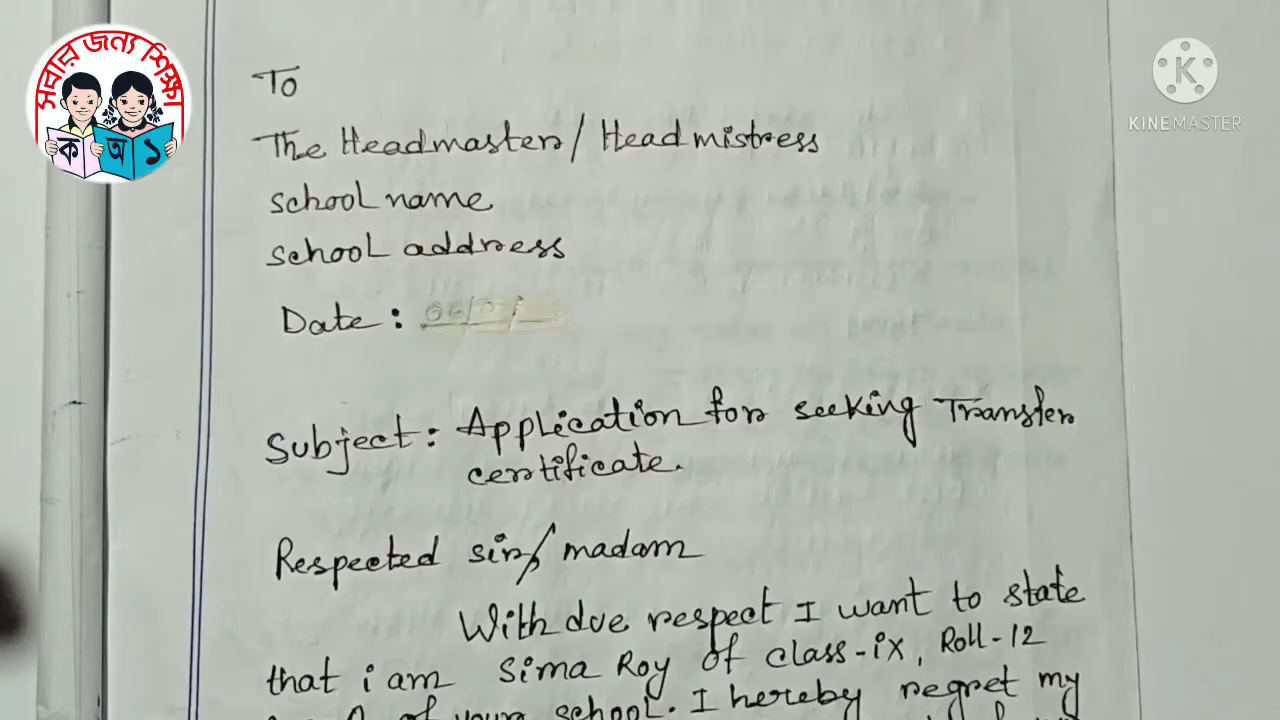 সবার জন্য শিক্ষা
ক অ ১
KINEMASTER
To
The Headmaster/ Headmistress
school name
school address
Date :
Subject: Application for seeking Transfer
certificate.
Respected sir/ madam
With due respect I want to state
that i am Sima Roy of class-ix, Roll-12
of your school. I hereby regret my